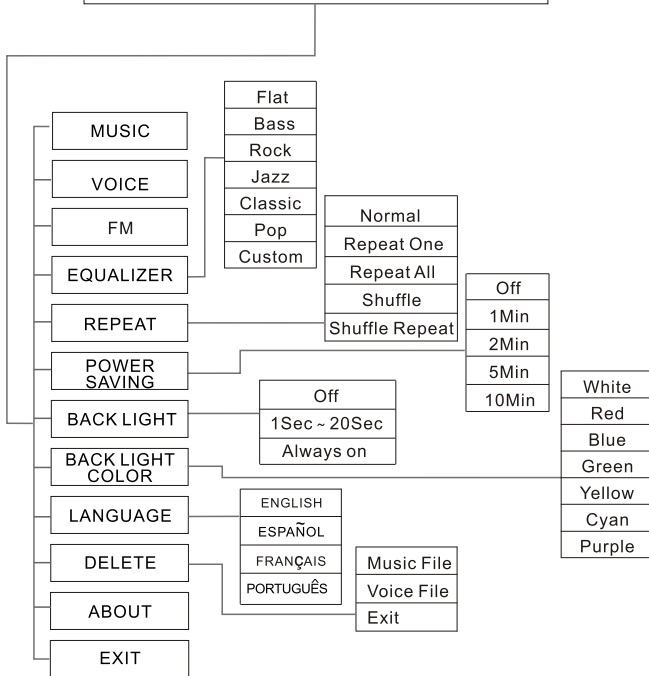 MUSIC
VOICE
FM
EQUALIZER
REPEAT
POWER
SAVING
BACK LIGHT
BACK LIGHT
COLOR
LANGUAGE
DELETE
ABOUT
EXIT
Flat
Bass
Rock
Jazz
Classic
Pop
Custom
Normal
Repeat One
Repeat All
Shuffle
Shuffle Repeat
Off
1Min
2Min
5Min
10Min
Off
1Sec ~ 20Sec
Always on
White
Red
Blue
Green
Yellow
Cyan
Purple
ENGLISH
ESPAÑOL
FRANÇAIS
PORTUGUÊS
Music File
Voice File
Exit